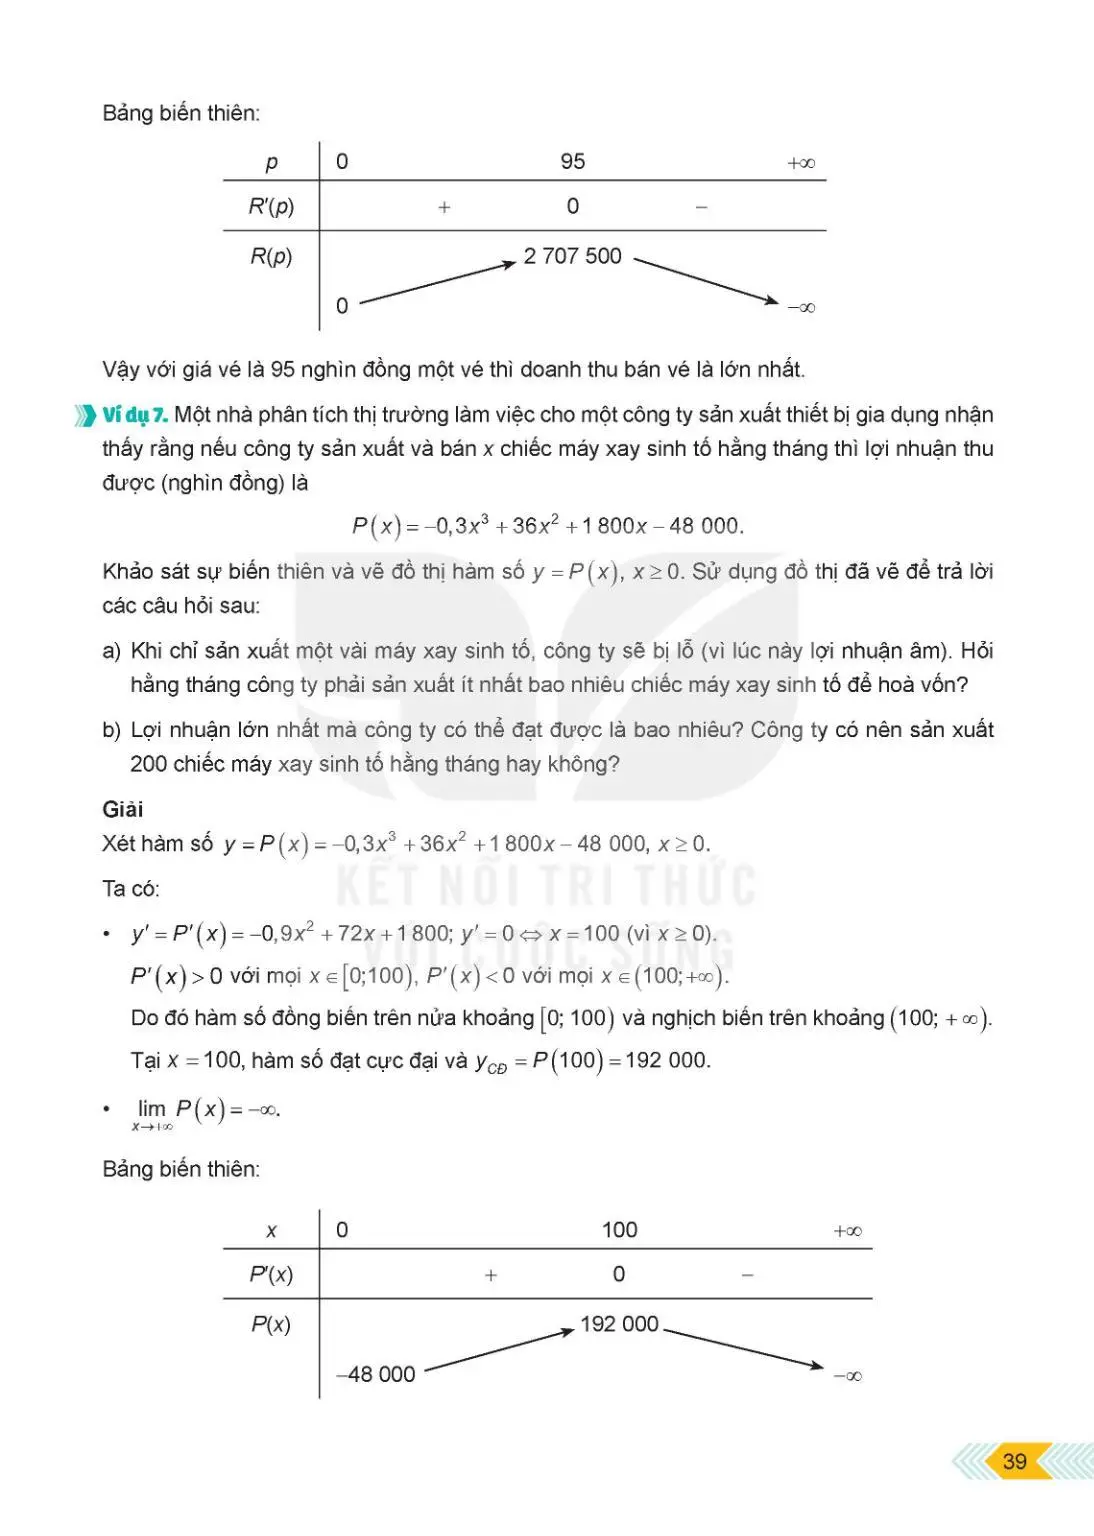 Bảng biến thiên:
p 0 95 +∞
R'(p) + 0 −
R(p) 2 707 500
0 −∞
Vậy với giá vé là 95 nghìn đồng một vé thì doanh thu bán vé là lớn nhất.
Ví dụ 7. Một nhà phân tích thị trường làm việc cho một công ty sản xuất thiết bị gia dụng nhận
thấy rằng nếu công ty sản xuất và bán x chiếc máy xay sinh tố hằng tháng thì lợi nhuận thu
được (nghìn đồng) là
P(x) = −0,3x³ + 36x² + 1 800x − 48 000.
Khảo sát sự biến thiên và vẽ đồ thị hàm số y = P(x), x ≥ 0. Sử dụng đồ thị đã vẽ để trả lời
các câu hỏi sau:
a) Khi chỉ sản xuất một vài máy xay sinh tố, công ty sẽ bị lỗ (vì lúc này lợi nhuận âm). Hỏi
hằng tháng công ty phải sản xuất ít nhất bao nhiêu chiếc máy xay sinh tố để hoà vốn?
b) Lợi nhuận lớn nhất mà công ty có thể đạt được là bao nhiêu? Công ty có nên sản xuất
200 chiếc máy xay sinh tố hằng tháng hay không?
Giải
Xét hàm số y = P(x) = −0,3x³ + 36x² + 1 800x − 48 000, x ≥ 0.
KẾT NỐI TRI THỨC
Ta có:
VỚI CUỘC SỐNG
• y′ = P′(x) = −0,9x² + 72x + 1 800; y′ = 0 ⇔ x = 100 (vì x ≥ 0).
P′(x) > 0 với mọi x ∈ [0;100), P′(x) < 0 với mọi x ∈ (100;+∞).
Do đó hàm số đồng biến trên nửa khoảng [0; 100) và nghịch biến trên khoảng (100; +∞).
Tại x = 100, hàm số đạt cực đại và y_CĐ = P(100) = 192 000.
• lim P(x) = −∞.
x→+∞
Bảng biến thiên:
x 0 100 +∞
P'(x) + 0 −
P(x) 192 000
−48 000 −∞
39